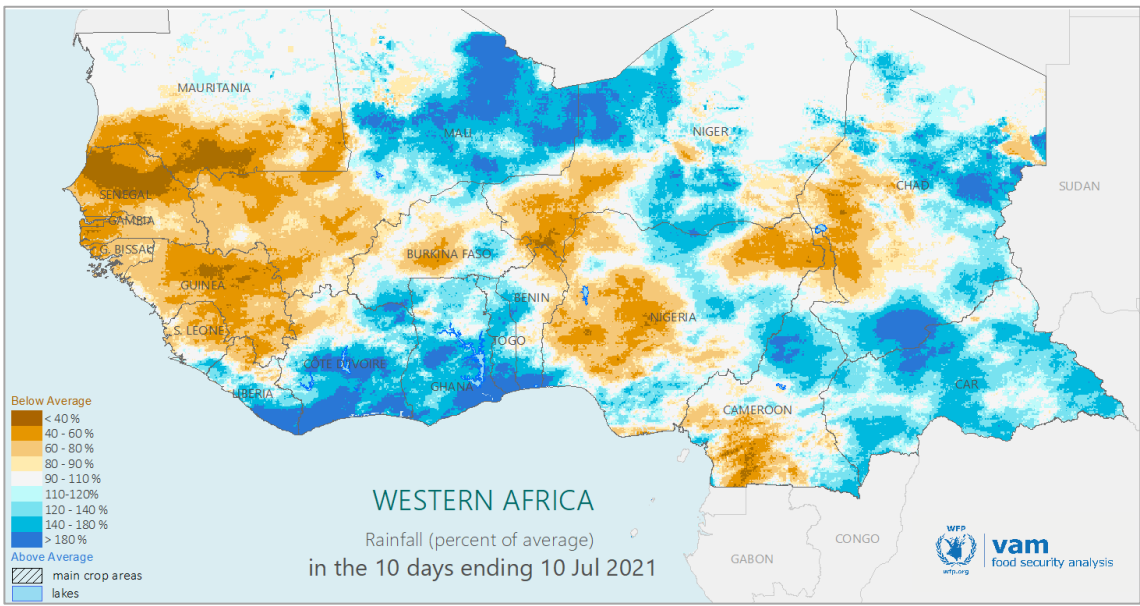 MAURITANIA
MALI
NIGER
CHAD
SUDAN
SENEGAL
GAMBIA
G. BISSAU
BURKINA FASO
GUINEA
BENIN
NIGERIA
S. LEONE
TOGO
CÔTE D'IVOIRE
GHANA
LIBERIA
CAR
CAMEROON
GABON
CONGO
Below Average
< 40 %
40 - 60 %
60 - 80 %
80 - 90 %
90 - 110 %
110-120%
120 - 140 %
140 - 180 %
> 180 %
Above Average
main crop areas
lakes
WESTERN AFRICA
Rainfall (percent of average)
in the 10 days ending 10 Jul 2021
WFP
wfp.org
vam
food security analysis